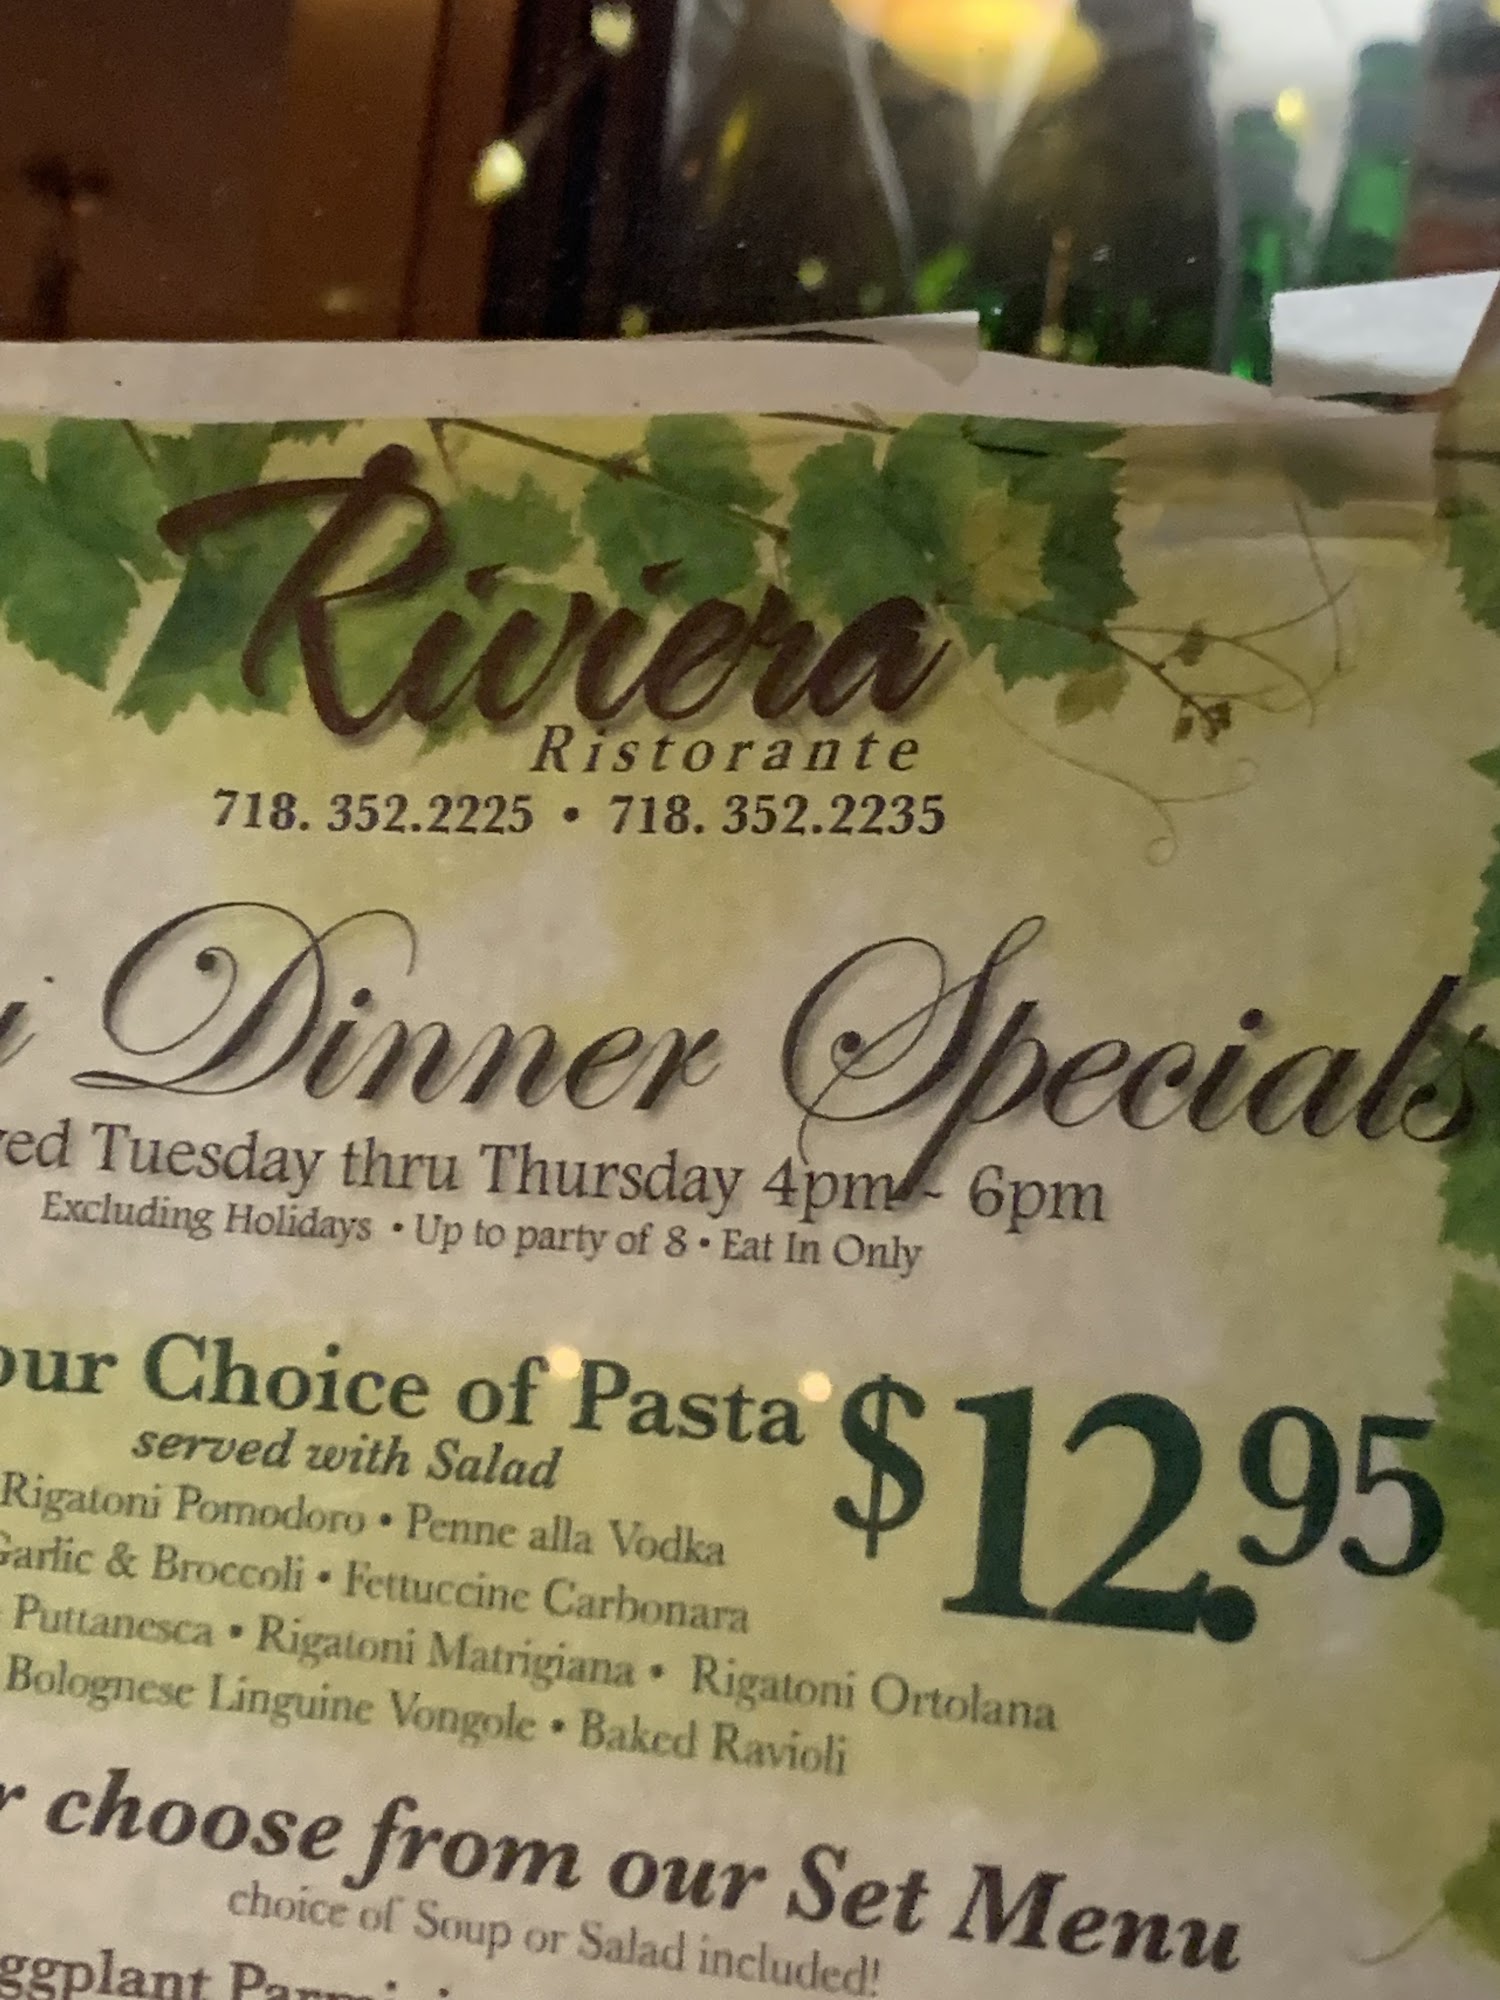 Riviera
Ristorante
718. 352.2225 • 718. 352.2235
Dinner Specials
Tuesday thru Thursday 4pm - 6pm
Excluding Holidays • Up to party of 8 • Eat In Only
our Choice of Pasta $12.95
served with Salad
Rigatoni Pomodoro • Penne alla Vodka
Garlic & Broccoli • Fettuccine Carbonara
Puttanesca • Rigatoni Matrigiana • Rigatoni Ortolana
Bolognese Linguine Vongole • Baked Ravioli
r choose from our Set Menu
choice of Soup or Salad included!
ggplant